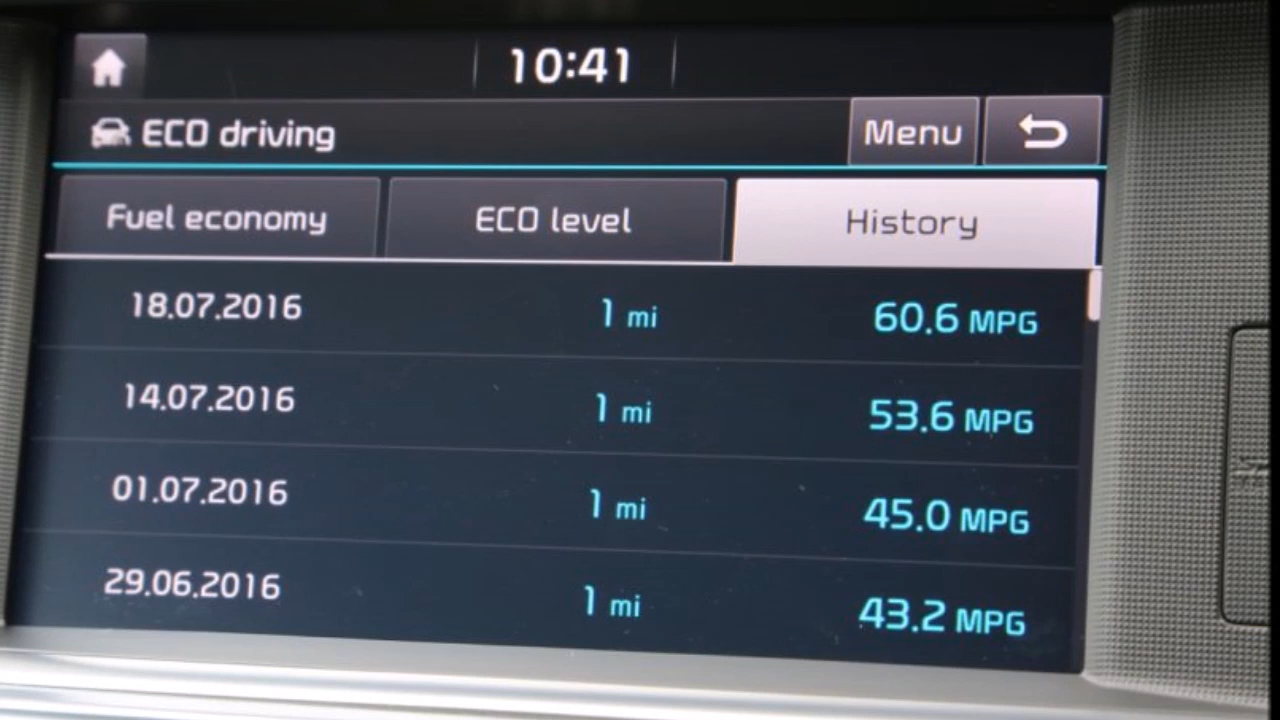 10:41
ECO driving Menu
Fuel economy ECO level History
18.07.2016 1 mi 60.6 MPG
14.07.2016 1 mi 53.6 MPG
01.07.2016 1 mi 45.0 MPG
29.06.2016 1 mi 43.2 MPG